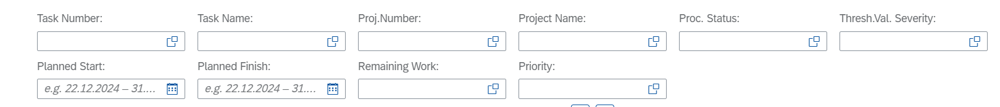 Task Number: Task Name: Proj.Number: Project Name: Proc. Status: Thresh.Val. Severity:
Planned Start: Planned Finish: Remaining Work: Priority:
e.g. 22.12.2024 – 31.... e.g. 22.12.2024 – 31....